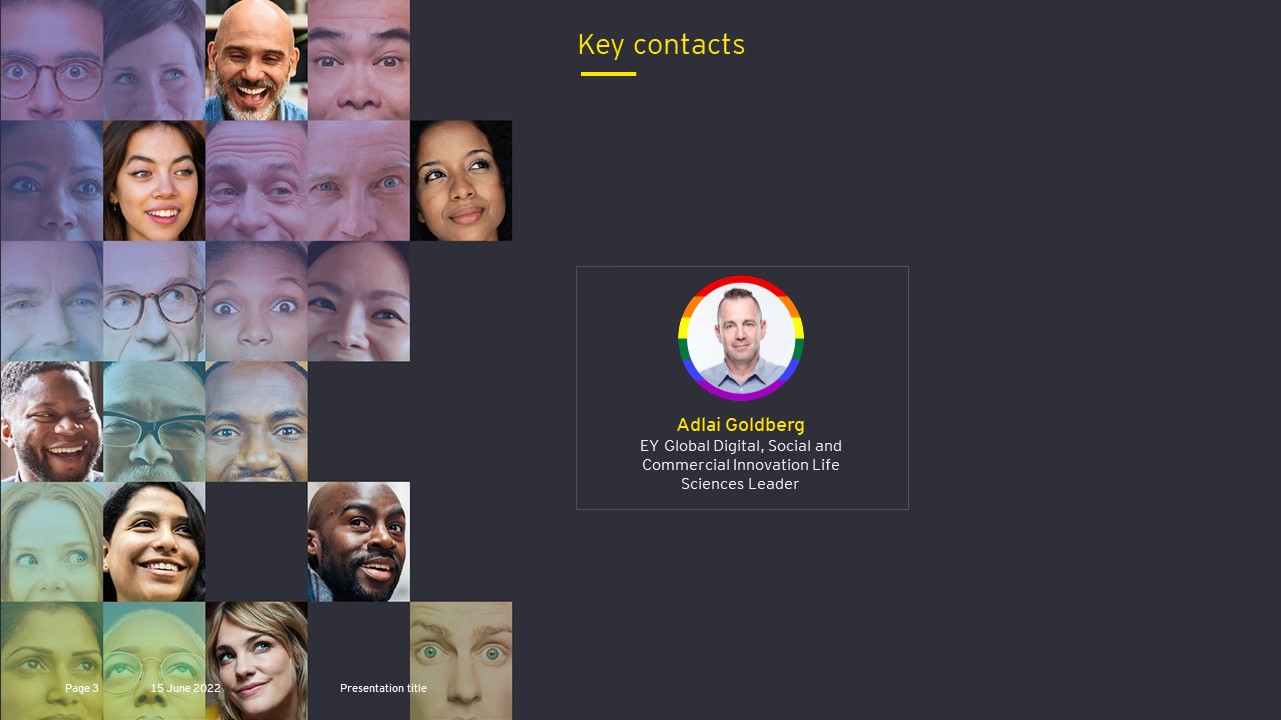 Key contacts
Adlai Goldberg
EY Global Digital, Social and
Commercial Innovation Life
Sciences Leader
Page 3
15 June 2022
Presentation title